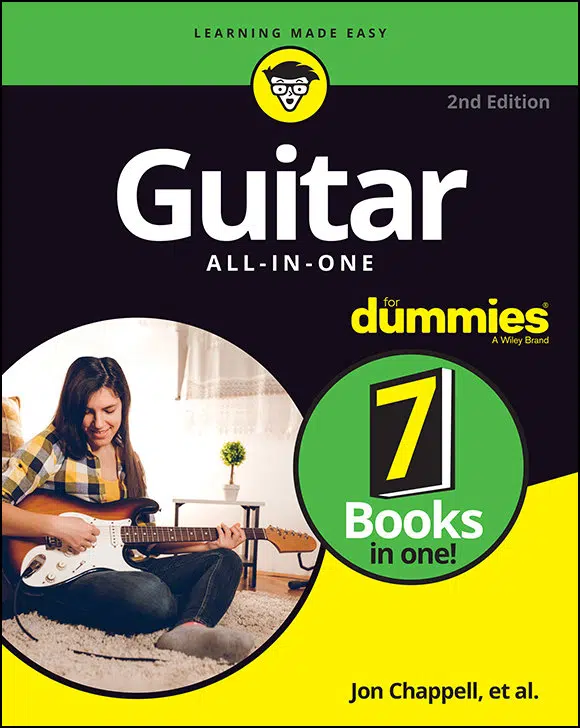 LEARNING MADE EASY
2nd Edition
Guitar
ALL-IN-ONE
for
dummies®
A Wiley Brand
7
Books
in one!
Jon Chappell, et al.